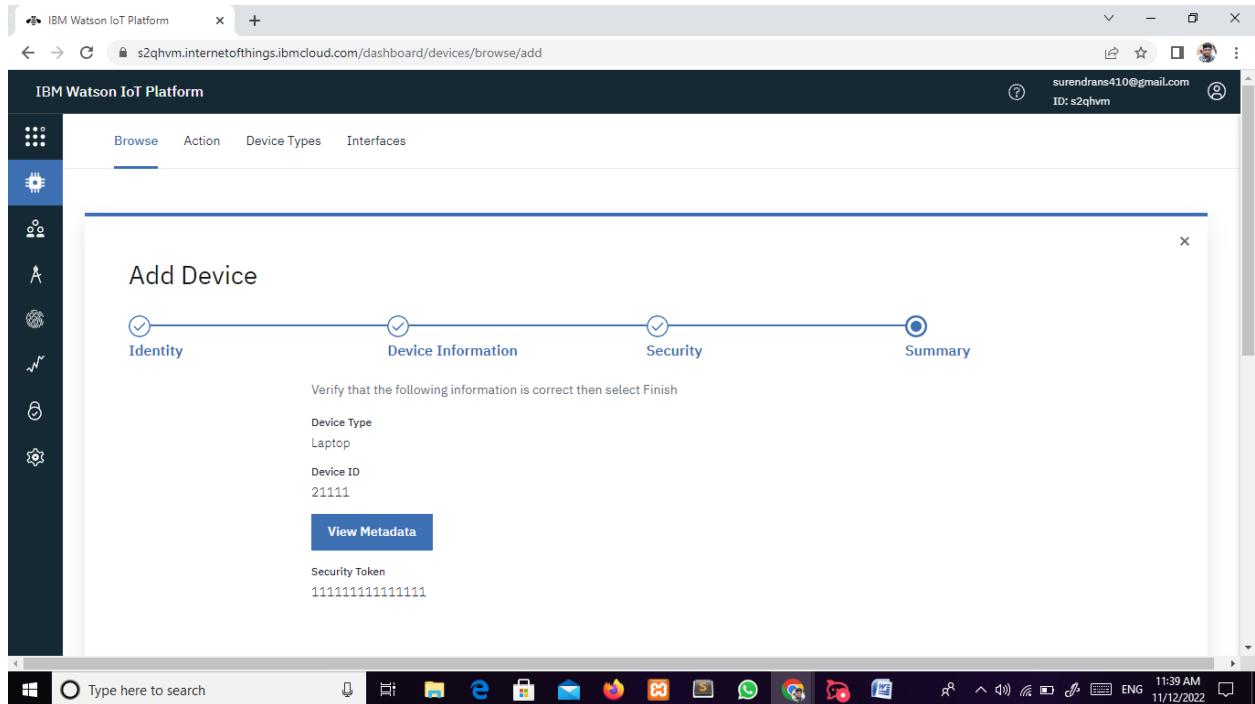 IBM Watson IoT Platform
s2qhvm.internetofthings.ibmcloud.com/dashboard/devices/browse/add
IBM Watson IoT Platform
surendrans410@gmail.com
ID: s2qhvm
Browse Action Device Types Interfaces
Add Device
Identity Device Information Security Summary
Verify that the following information is correct then select Finish
Device Type
Laptop
Device ID
21111
View Metadata
Security Token
111111111111111
Type here to search
ENG
11:39 AM
11/12/2022